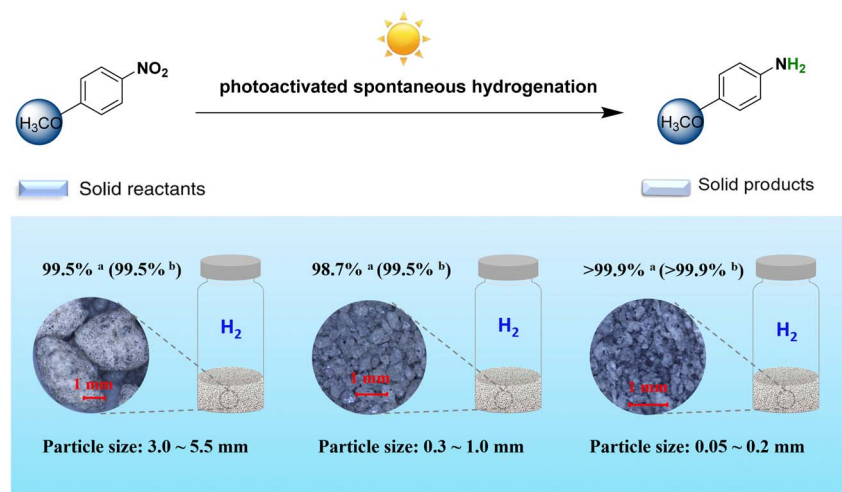 NO₂
H₃CO
photoactivated spontaneous hydrogenation
NH₂
H₃CO
Solid reactants
Solid products
99.5% ᵃ (99.5% ᵇ)
98.7% ᵃ (99.5% ᵇ)
>99.9% ᵃ (>99.9% ᵇ)
H₂
H₂
H₂
1 mm
1 mm
1 mm
Particle size: 3.0 ~ 5.5 mm
Particle size: 0.3 ~ 1.0 mm
Particle size: 0.05 ~ 0.2 mm